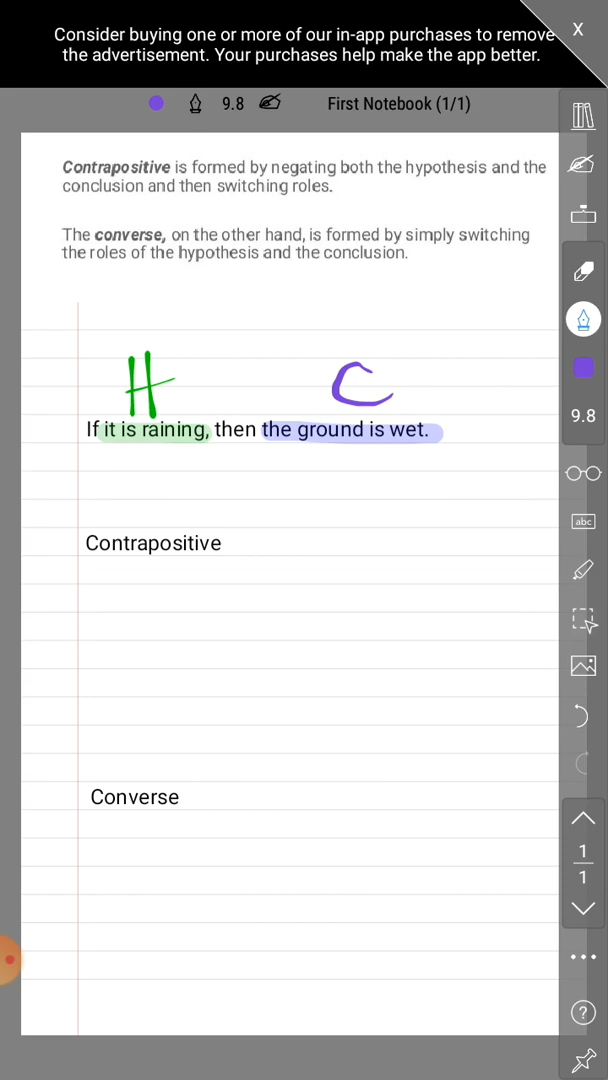 Consider buying one or more of our in-app purchases to remove
the advertisement. Your purchases help make the app better.
X
9.8
First Notebook (1/1)
Contrapositive is formed by negating both the hypothesis and the
conclusion and then switching roles.
The converse, on the other hand, is formed by simply switching
the roles of the hypothesis and the conclusion.
H C
If it is raining, then the ground is wet.
Contrapositive
Converse
9.8
abc
1
1
?